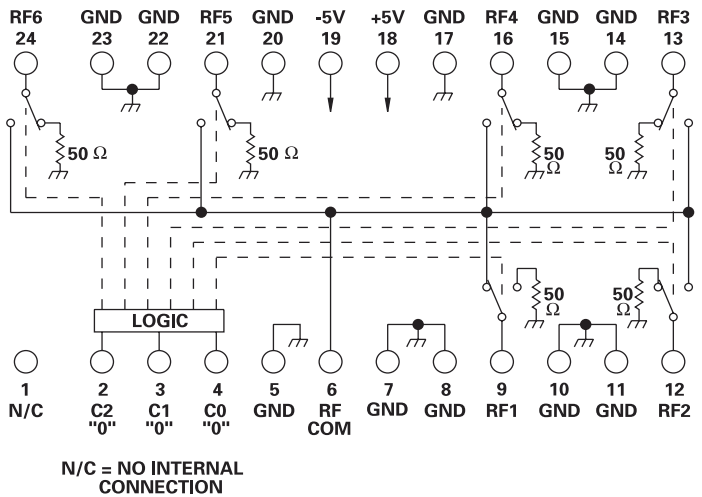 RF6 GND GND RF5 GND -5V +5V GND RF4 GND GND RF3
24 23 22 21 20 19 18 17 16 15 14 13
50 Ω 50 Ω 50 Ω 50 Ω
50 Ω 50 Ω
LOGIC
1 2 3 4 5 6 7 8 9 10 11 12
N/C C2 C1 C0 GND RF GND GND RF1 GND GND RF2
"0" "0" "0" COM
N/C = NO INTERNAL
CONNECTION